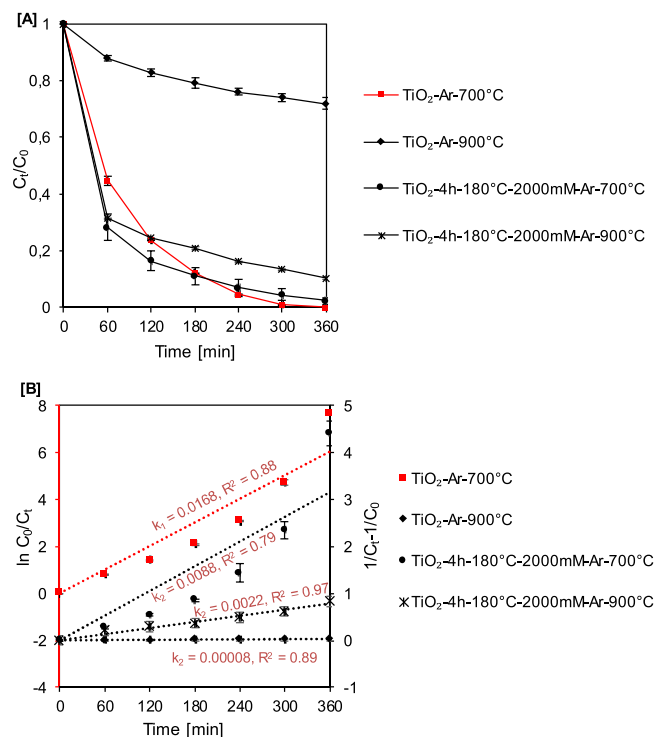 [A]
1
0,8
0,6
0,4
0,2
0
Cₜ/C₀
0 60 120 180 240 300 360
Time [min]
TiO₂-Ar-700°C
TiO₂-Ar-900°C
TiO₂-4h-180°C-2000mM-Ar-700°C
TiO₂-4h-180°C-2000mM-Ar-900°C
[B]
8
6
4
2
0
-2
-4
ln C₀/Cₜ
5
4
3
2
1
0
-1
1/Cₜ-1/C₀
k₁ = 0.0168, R² = 0.88
k₂ = 0.0088, R² = 0.79
k₂ = 0.0022, R² = 0.97
k₂ = 0.00008, R² = 0.89
0 60 120 180 240 300 360
Time [min]
TiO₂-Ar-700°C
TiO₂-Ar-900°C
TiO₂-4h-180°C-2000mM-Ar-700°C
TiO₂-4h-180°C-2000mM-Ar-900°C